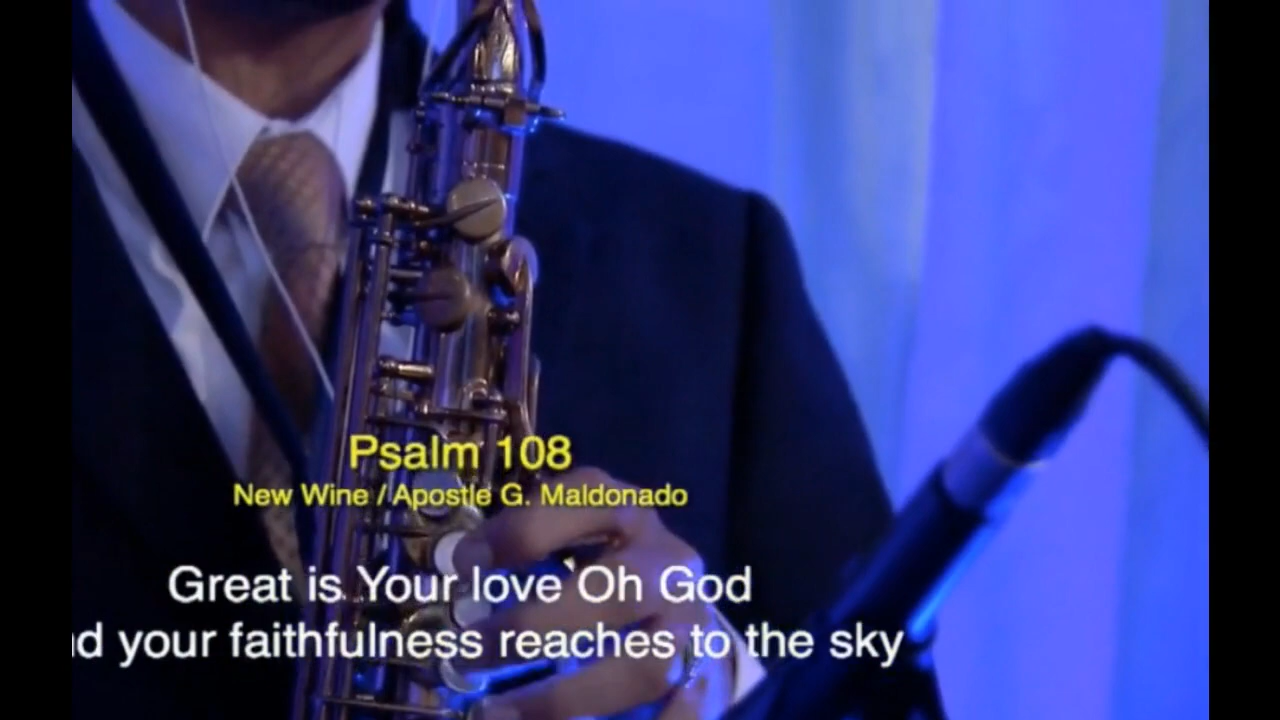 Psalm 108
New Wine / Apostle G. Maldonado
Great is Your love Oh God
d your faithfulness reaches to the sky